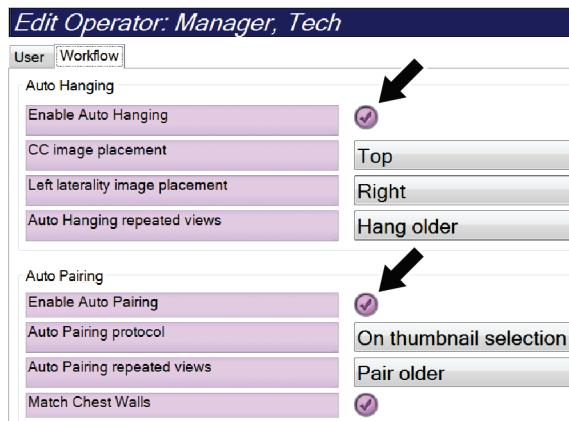 Edit Operator: Manager, Tech
User Workflow
Auto Hanging
Enable Auto Hanging
CC image placement Top
Left laterality image placement Right
Auto Hanging repeated views Hang older
Auto Pairing
Enable Auto Pairing
Auto Pairing protocol On thumbnail selection
Auto Pairing repeated views Pair older
Match Chest Walls